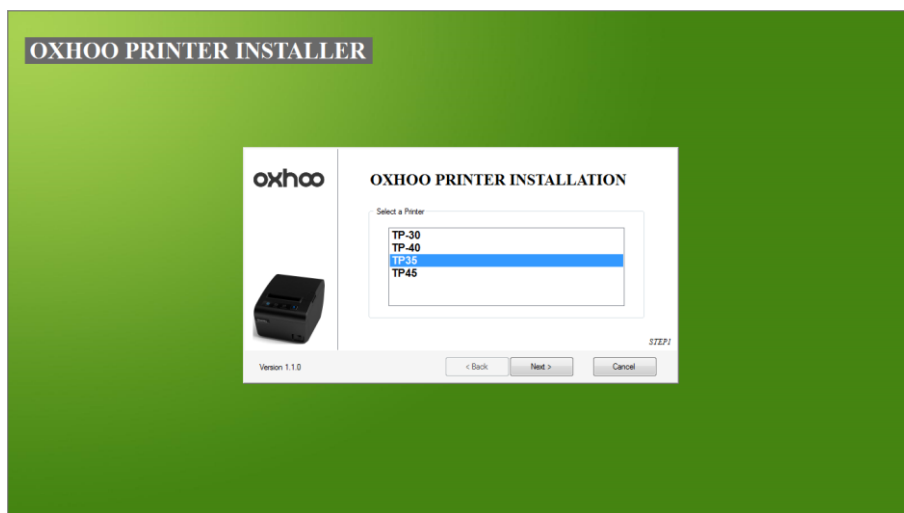 OXHOO PRINTER INSTALLER
oxhoo
OXHOO PRINTER INSTALLATION
Select a Printer
TP-30
TP-40
TP35
TP45
STEP1
Version 1.1.0
< Back
Next >
Cancel